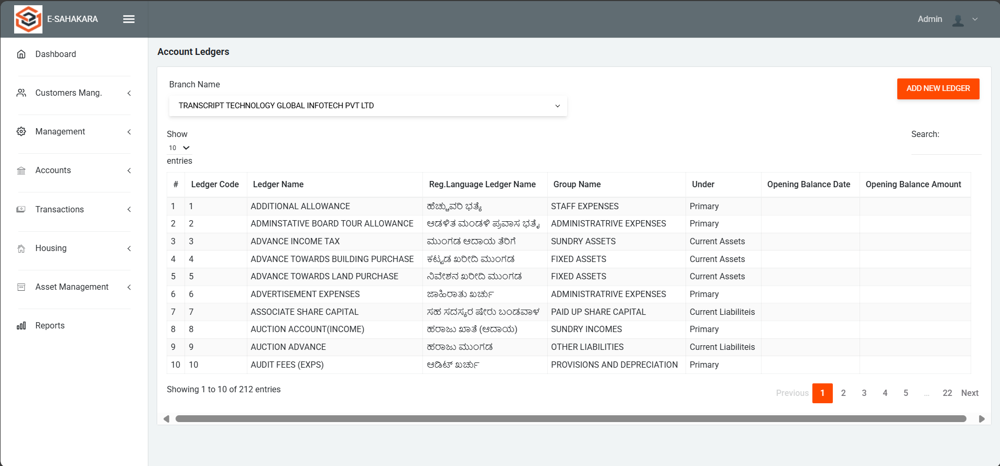 E-SAHAKARA
Admin
Dashboard
Customers Mang.
Management
Accounts
Transactions
Housing
Asset Management
Reports
Account Ledgers
Branch Name
ADD NEW LEDGER
TRANSCRIPT TECHNOLOGY GLOBAL INFOTECH PVT LTD
Show
10
entries
Search:
# Ledger Code Ledger Name Reg.Language Ledger Name Group Name Under Opening Balance Date Opening Balance Amount
1 1 ADDITIONAL ALLOWANCE ಹೆಚ್ಚುವರಿ ಭತ್ಯೆ STAFF EXPENSES Primary
2 2 ADMINSTATIVE BOARD TOUR ALLOWANCE ಆಡಳಿತ ಮಂಡಳಿ ಪ್ರವಾಸ ಭತ್ಯೆ ADMINISTRATRIVE EXPENSES Primary
3 3 ADVANCE INCOME TAX ಮುಂಗಡ ಆದಾಯ ತೆರಿಗೆ SUNDRY ASSETS Current Assets
4 4 ADVANCE TOWARDS BUILDING PURCHASE ಕಟ್ಟಡ ಖರೀದಿ ಮುಂಗಡ FIXED ASSETS Current Assets
5 5 ADVANCE TOWARDS LAND PURCHASE ನಿವೇಶನ ಖರೀದಿ ಮುಂಗಡ FIXED ASSETS Current Assets
6 6 ADVERTISEMENT EXPENSES ಜಾಹಿರಾತು ಖರ್ಚು ADMINISTRATRIVE EXPENSES Primary
7 7 ASSOCIATE SHARE CAPITAL ಸಹ ಸದಸ್ಯರ ಷೇರು ಬಂಡವಾಳ PAID UP SHARE CAPITAL Current Liabiliteis
8 8 AUCTION ACCOUNT(INCOME) ಹರಾಜು ಖಾತೆ (ಆದಾಯ) SUNDRY INCOMES Primary
9 9 AUCTION ADVANCE ಹರಾಜು ಮುಂಗಡ OTHER LIABILITIES Current Liabiliteis
10 10 AUDIT FEES (EXPS) ಆಡಿಟ್ ಖರ್ಚು PROVISIONS AND DEPRECIATION Primary
Showing 1 to 10 of 212 entries
Previous 1 2 3 4 5 ... 22 Next